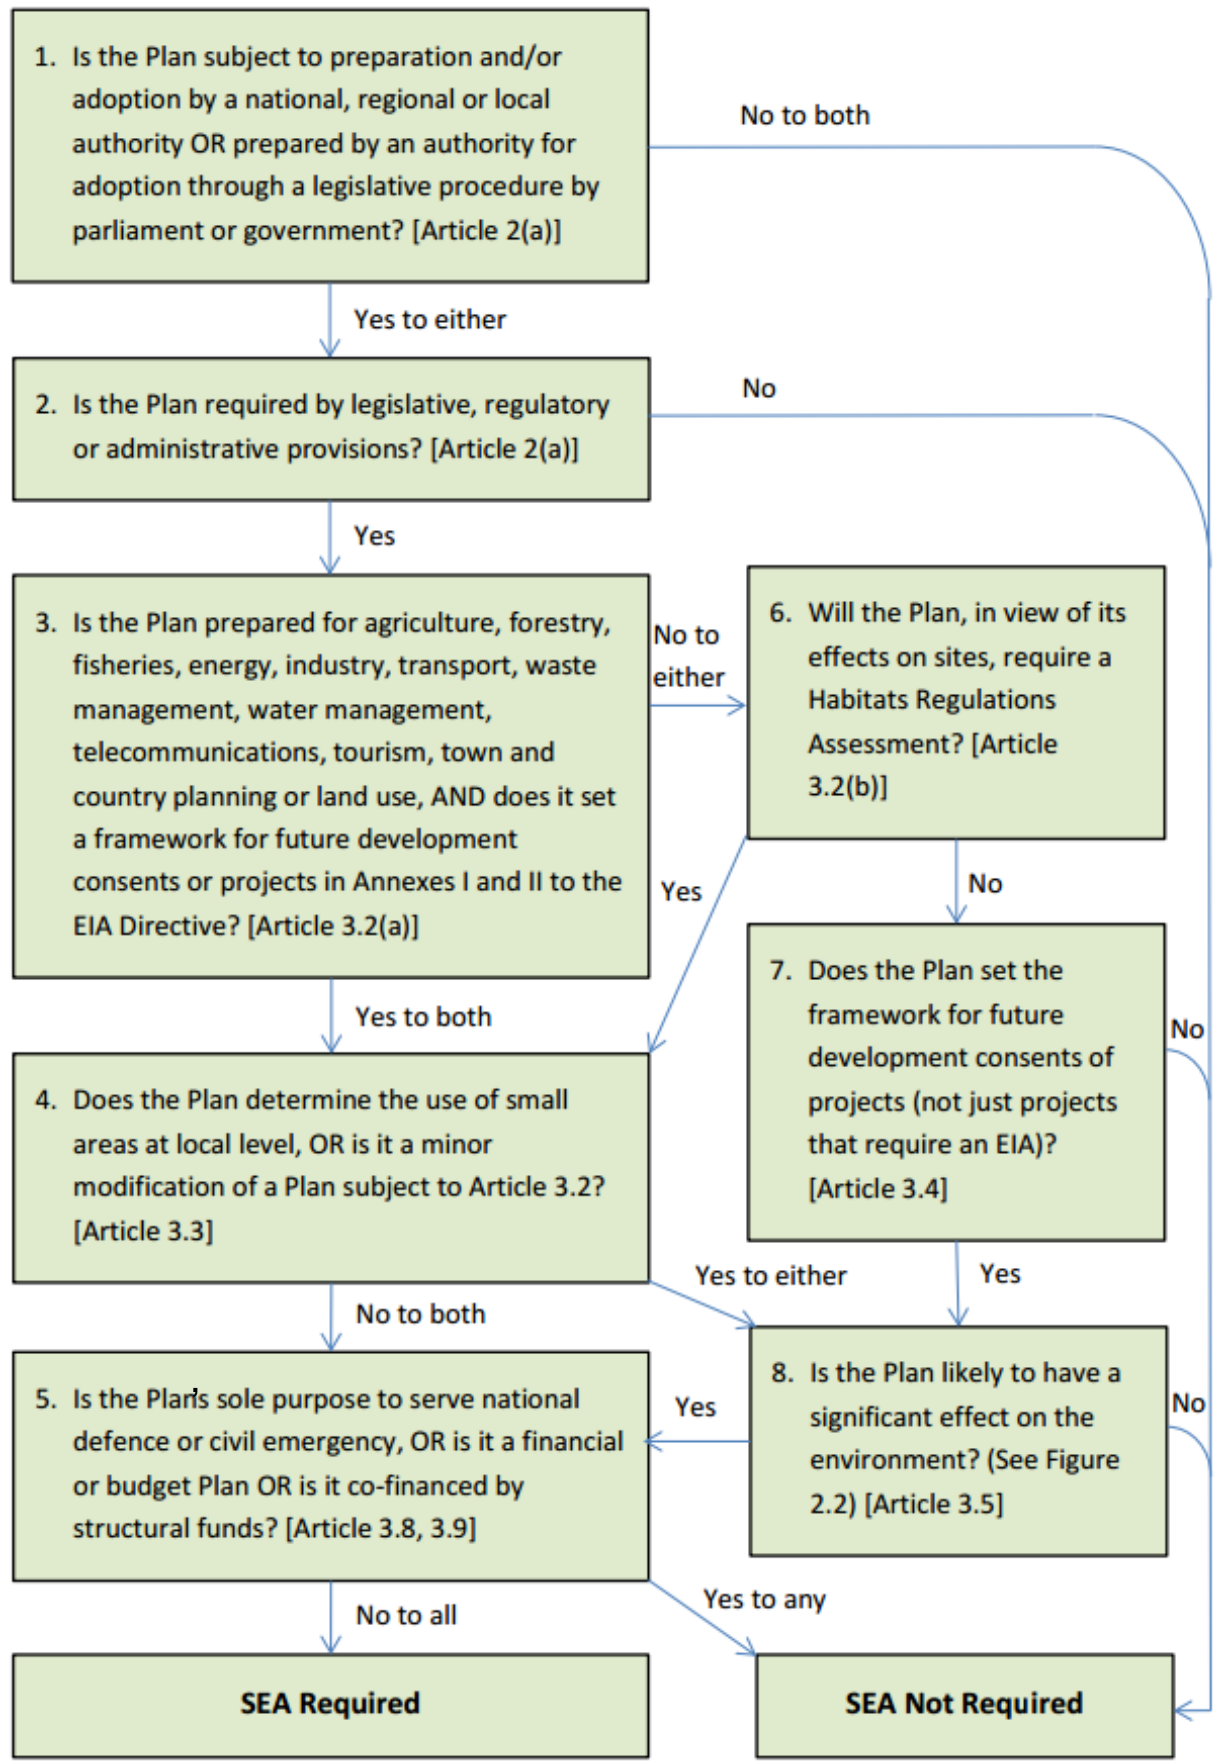 1. Is the Plan subject to preparation and/or
adoption by a national, regional or local
authority OR prepared by an authority for
adoption through a legislative procedure by
parliament or government? [Article 2(a)]
No to both
Yes to either
2. Is the Plan required by legislative, regulatory
or administrative provisions? [Article 2(a)]
No
Yes
3. Is the Plan prepared for agriculture, forestry,
fisheries, energy, industry, transport, waste
management, water management,
telecommunications, tourism, town and
country planning or land use, AND does it set
a framework for future development
consents or projects in Annexes I and II to the
EIA Directive? [Article 3.2(a)]
No to
either
6. Will the Plan, in view of its
effects on sites, require a
Habitats Regulations
Assessment? [Article
3.2(b)]
Yes
No
Yes to both
7. Does the Plan set the
framework for future
development consents of
projects (not just projects
that require an EIA)?
[Article 3.4]
No
4. Does the Plan determine the use of small
areas at local level, OR is it a minor
modification of a Plan subject to Article 3.2?
[Article 3.3]
Yes to either
Yes
No to both
5. Is the Plan's sole purpose to serve national
defence or civil emergency, OR is it a financial
or budget Plan OR is it co-financed by
structural funds? [Article 3.8, 3.9]
Yes
8. Is the Plan likely to have a
significant effect on the
environment? (See Figure
2.2) [Article 3.5]
No
No to all
Yes to any
SEA Required
SEA Not Required